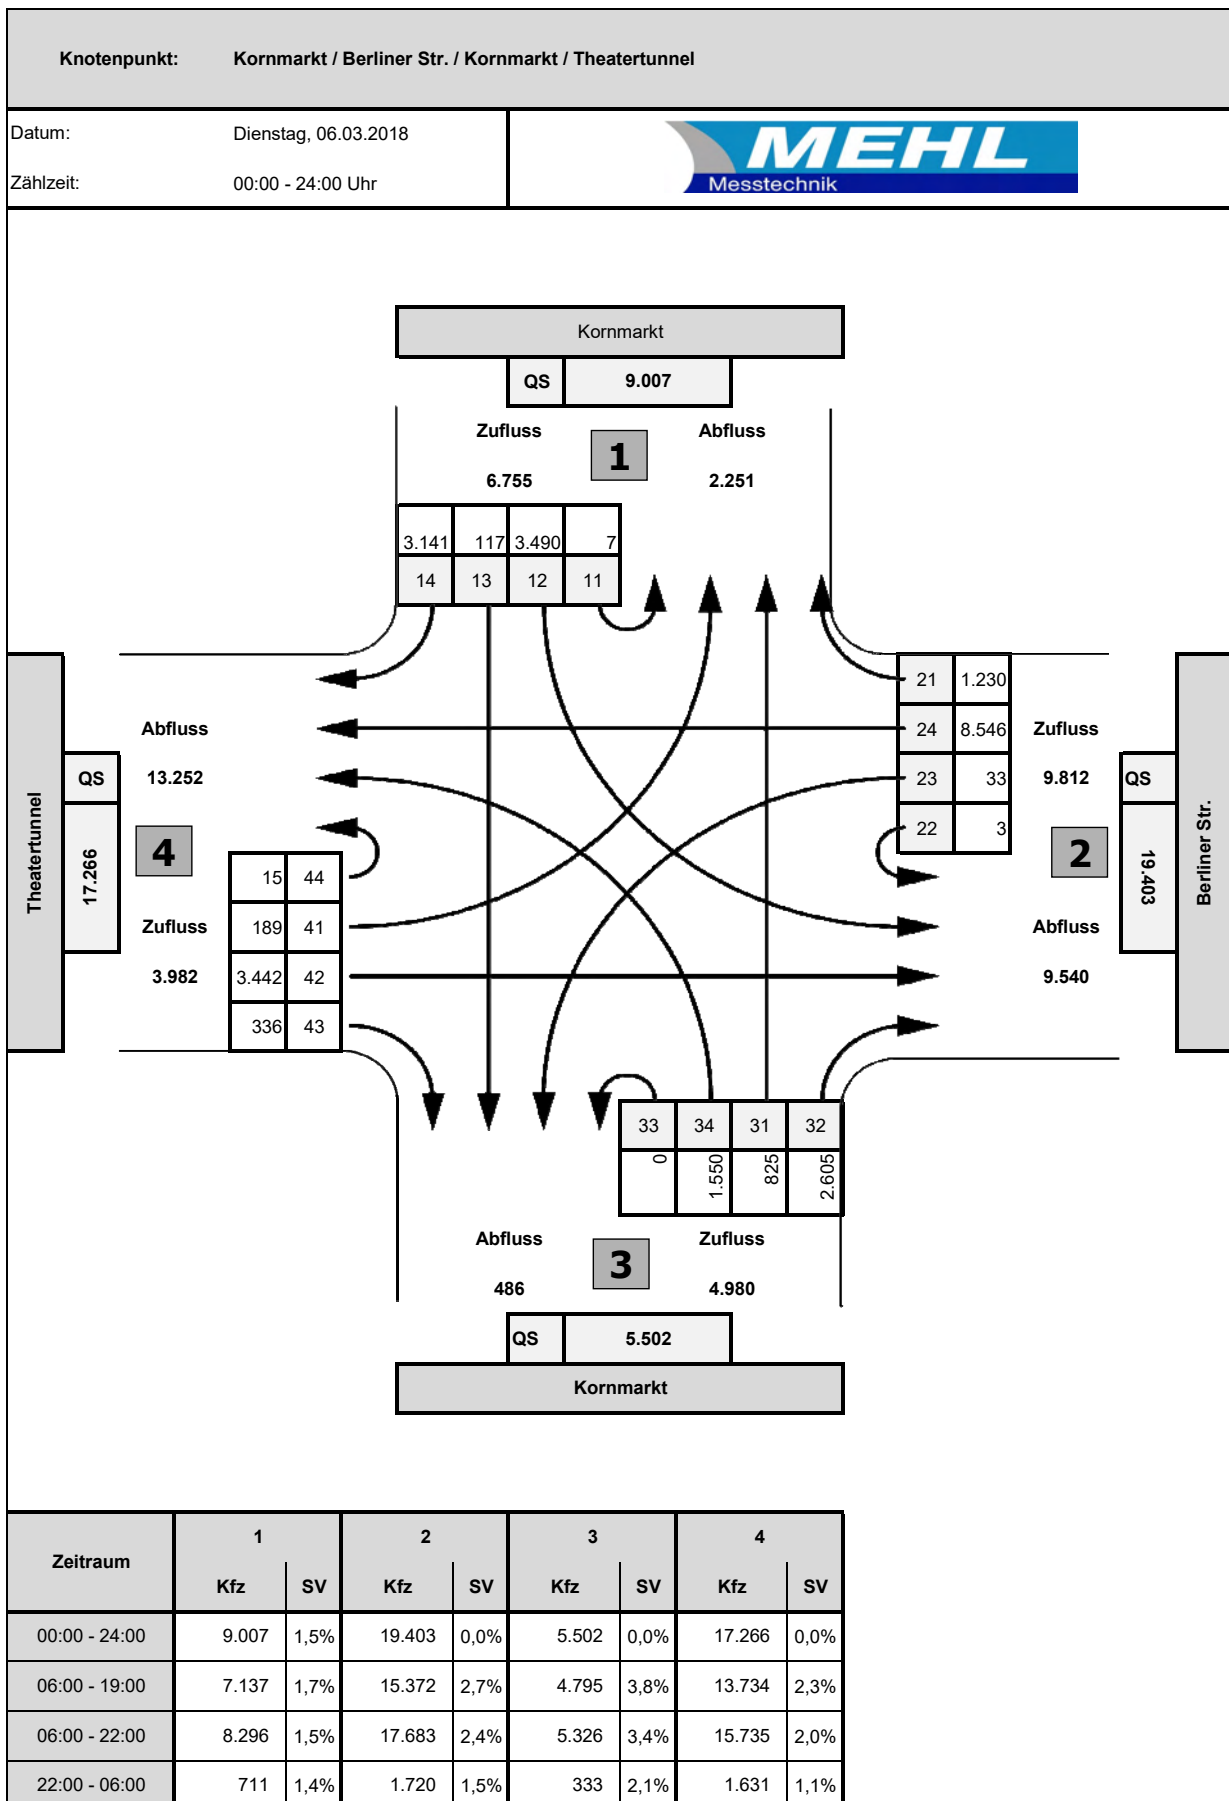 Knotenpunkt: Kornmarkt / Berliner Str. / Kornmarkt / Theatertunnel
Datum: Dienstag, 06.03.2018
MEHL
Messtechnik
Zählzeit: 00:00 - 24:00 Uhr
Kornmarkt
QS 9.007
Zufluss 1 Abfluss
6.755 2.251
3.141 117 3.490 7
14 13 12 11
21 1.230
24 8.546
23 33
22 3
Zufluss
9.812
2
Abfluss
9.540
QS
19.403
Berliner Str.
Theatertunnel
QS
17.266
Abfluss
13.252
4
Zufluss
3.982
15 44
189 41
3.442 42
336 43
33 34 31 32
0 1.550 825 2.605
Abfluss 3 Zufluss
486 4.980
QS 5.502
Kornmarkt
Zeitraum 1 2 3 4
Kfz SV Kfz SV Kfz SV Kfz SV
00:00 - 24:00 9.007 1,5% 19.403 0,0% 5.502 0,0% 17.266 0,0%
06:00 - 19:00 7.137 1,7% 15.372 2,7% 4.795 3,8% 13.734 2,3%
06:00 - 22:00 8.296 1,5% 17.683 2,4% 5.326 3,4% 15.735 2,0%
22:00 - 06:00 711 1,4% 1.720 1,5% 333 2,1% 1.631 1,1%